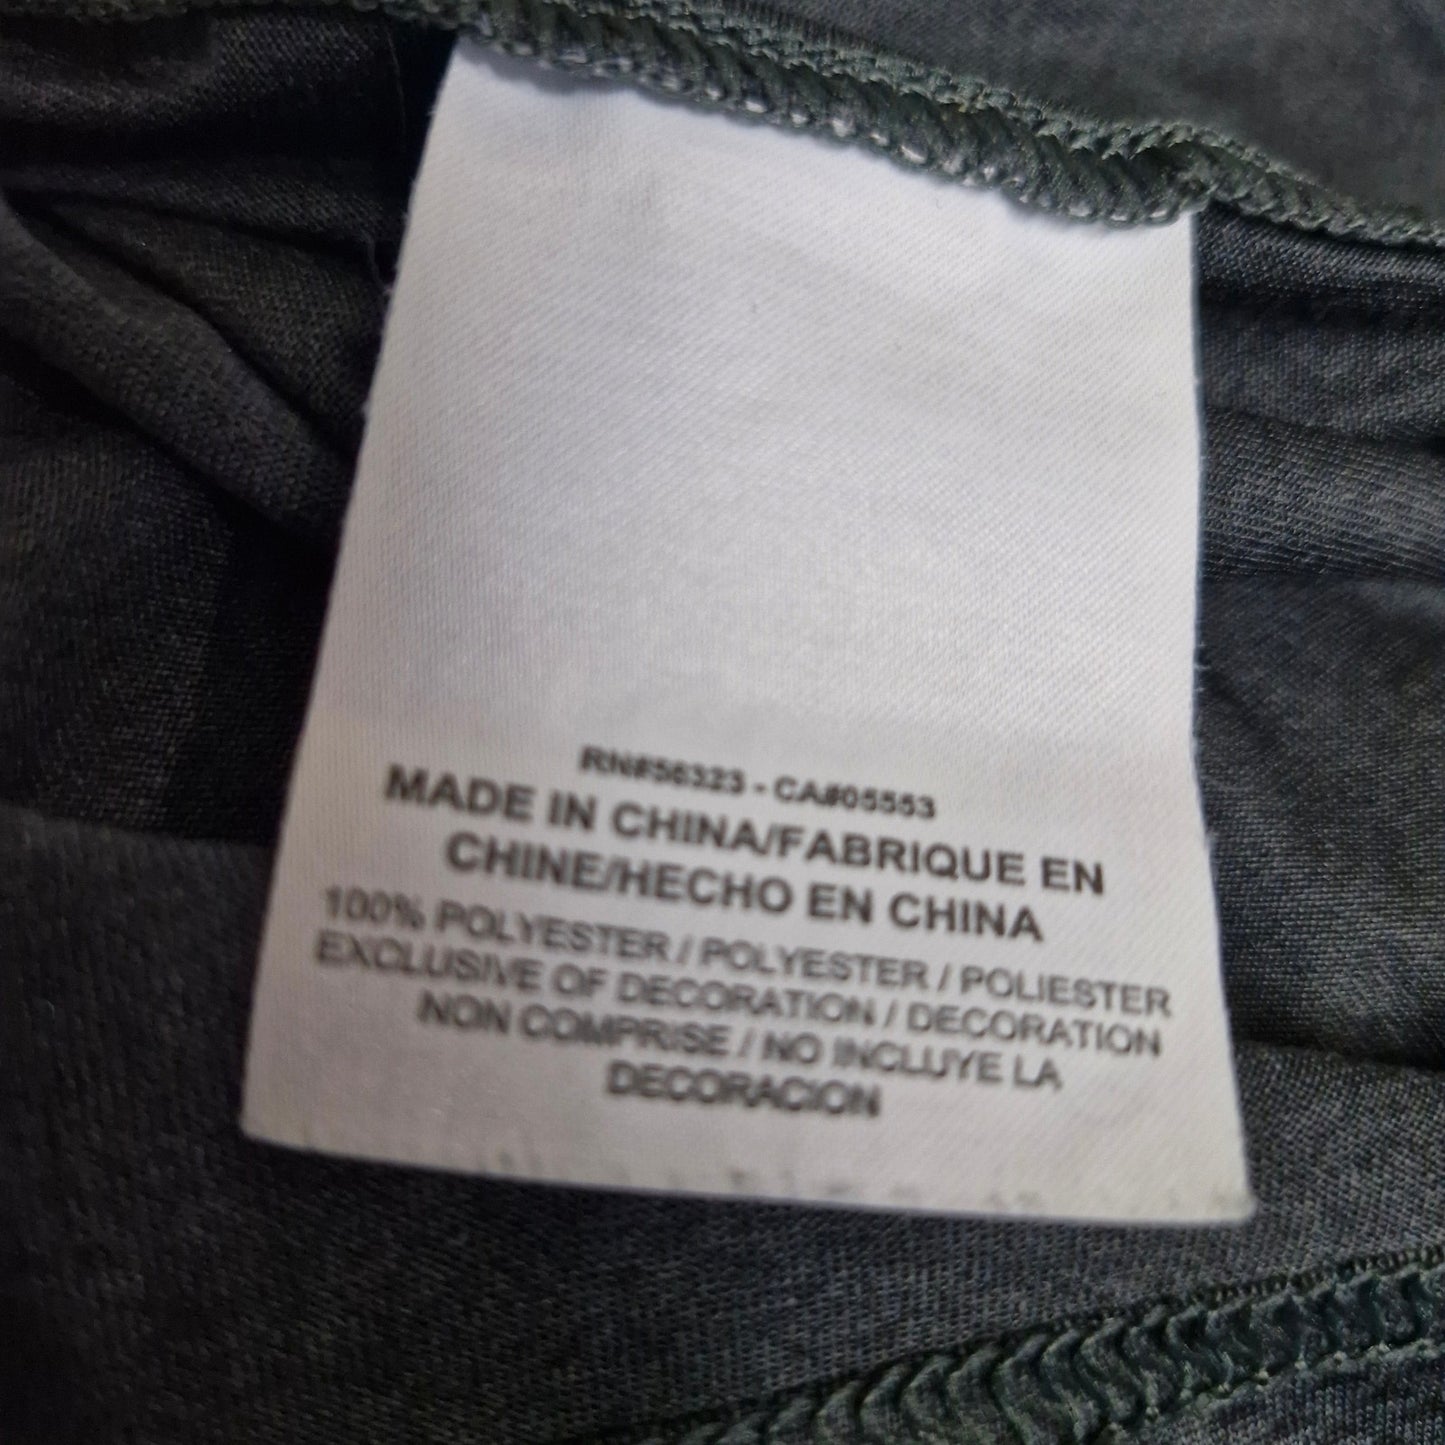 RN#56323 - CA#05553
MADE IN CHINA/FABRIQUE EN
CHINE/HECHO EN CHINA
100% POLYESTER / POLYESTER / POLIESTER
EXCLUSIVE OF DECORATION / DECORATION
NON COMPRISE / NO INCLUYE LA
DECORACION